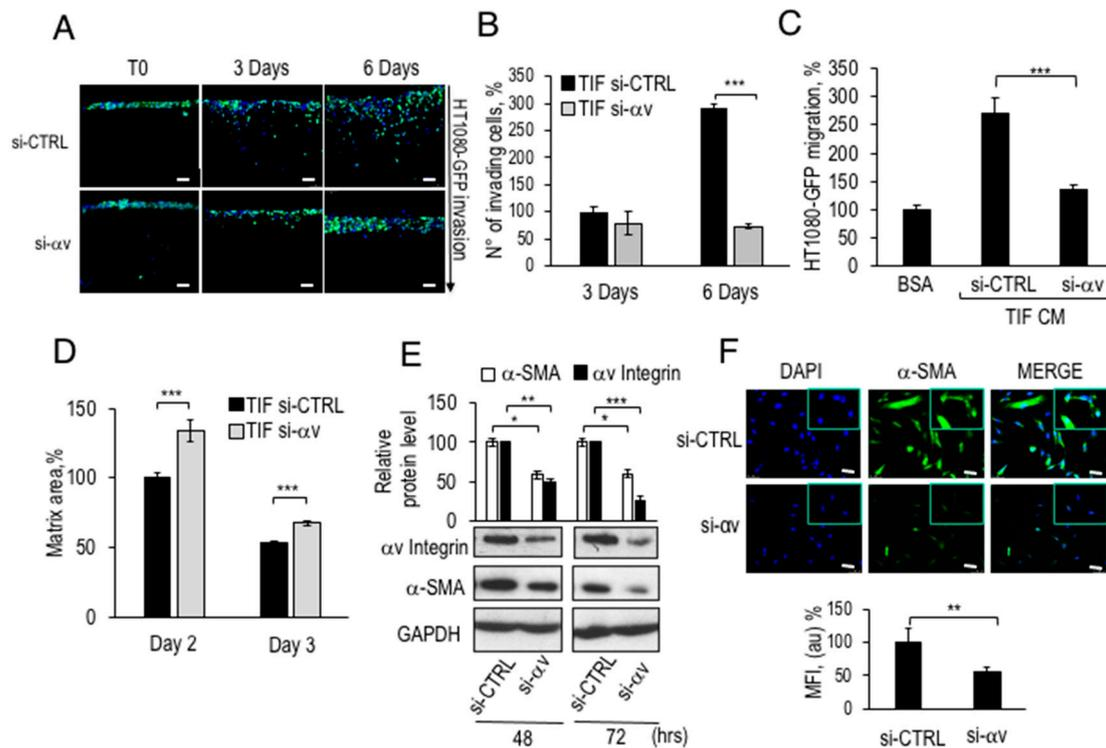 A
T0 3 Days 6 Days
si-CTRL
si-αv
HT1080-GFP invasion
B
N° of invading cells, %
350
300
250
200
150
100
50
0
TIF si-CTRL
TIF si-αv
***
3 Days 6 Days
C
HT1080-GFP migration, %
350
300
250
200
150
100
50
0
***
BSA si-CTRL si-αv
TIF CM
D
Matrix area,%
150
100
50
0
*** ***
TIF si-CTRL
TIF si-αv
Day 2 Day 3
E
α-SMA αv Integrin
Relative
protein level
150
100
50
0
** ***
* *
αv Integrin
α-SMA
GAPDH
si-CTRL si-αv si-CTRL si-αv
48 72 (hrs)
F
DAPI α-SMA MERGE
si-CTRL
si-αv
MFI, (au) %
150
100
50
0
**
si-CTRL si-αv